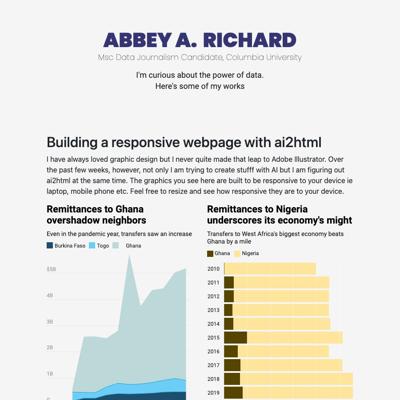 ABBEY A. RICHARD
Msc Data Journalism Candidate, Columbia University
I'm curious about the power of data.
Here's some of my works
Building a responsive webpage with ai2html
I have always loved graphic design but I never quite made that leap to Adobe Illustrator. Over
the past few weeks, however, not only I am trying to create stufff with AI but I am figuring out
ai2html at the same time. The graphics you see here are built to be responsive to your device ie
laptop, mobile phone etc. Feel free to resize and see how responsive they are to your device.
Remittances to Ghana
overshadow neighbors
Even in the pandemic year, transfers saw an increase
Burkina Faso Togo Ghana
$5B
4B
3B
2B
1B
0
Remittances to Nigeria
underscores its economy's might
Transfers to West Africa's biggest economy beats
Ghana by a mile
Ghana Nigeria
2010
2011
2012
2013
2014
2015
2016
2017
2018
2019